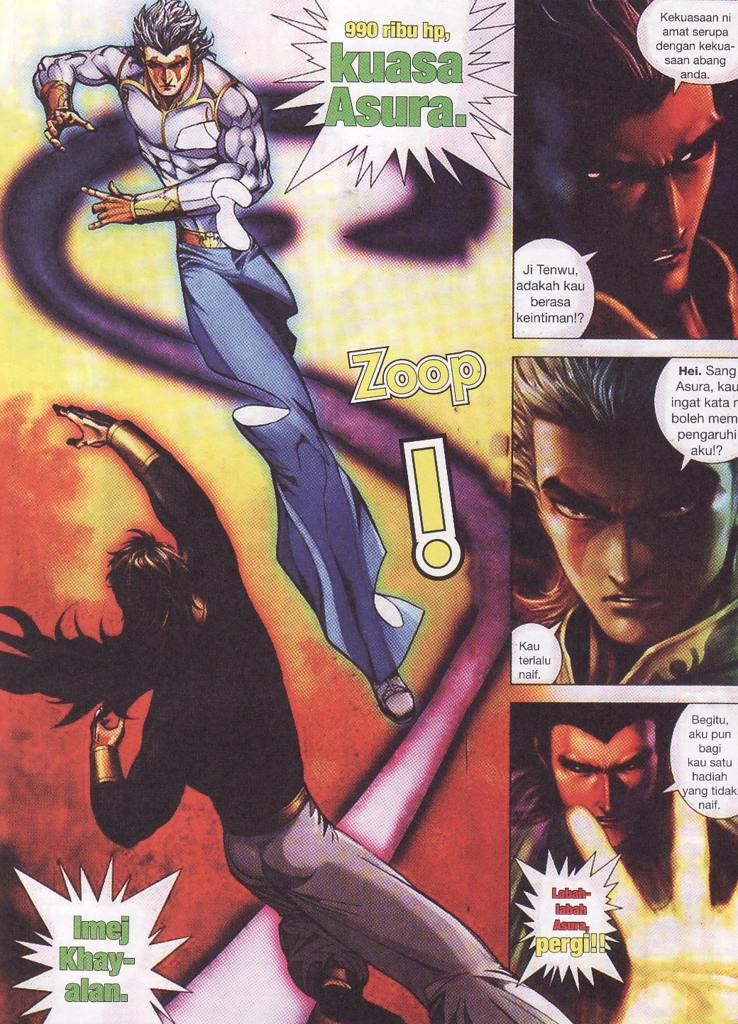 990 ribu hp,
kuasa
Asura.
Zoop
!
Imej
Khay-
alan.
Kekuasaan ni
amat serupa
dengan kekua-
saan abang
anda.
Ji Tenwu,
adakah kau
berasa
keintiman!?
Hei. Sang
Asura, kau
ingat kata
boleh mem
pengaruhi
aku!?
Kau
terlalu
naif.
Begitu,
aku pun
bagi
kau satu
hadiah
yang tidak
naif.
Labah-
labah
Asura,
pergi!!